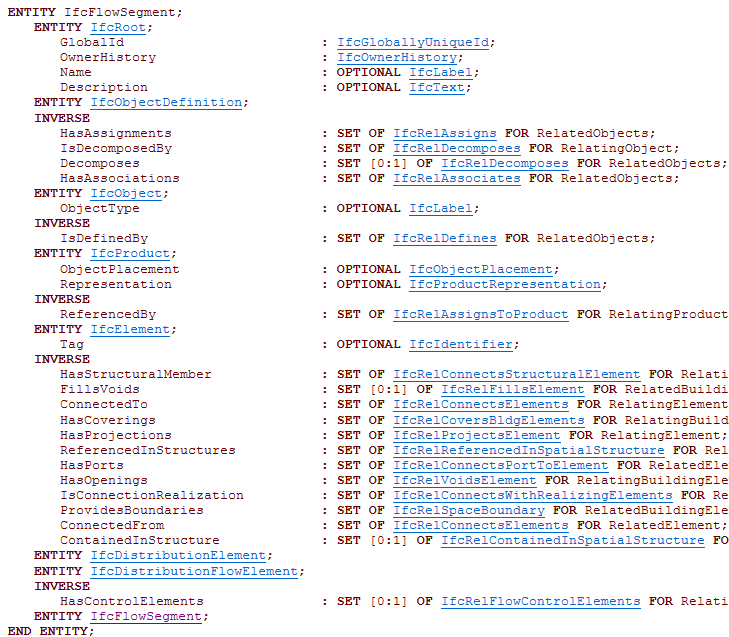 ENTITY IfcFlowSegment;
ENTITY IfcRoot;
GlobalId : IfcGloballyUniqueId;
OwnerHistory : IfcOwnerHistory;
Name : OPTIONAL IfcLabel;
Description : OPTIONAL IfcText;
ENTITY IfcObjectDefinition;
INVERSE
HasAssignments : SET OF IfcRelAssigns FOR RelatedObjects;
IsDecomposedBy : SET OF IfcRelDecomposes FOR RelatingObject;
Decomposes : SET [0:1] OF IfcRelDecomposes FOR RelatedObjects;
HasAssociations : SET OF IfcRelAssociates FOR RelatedObjects;
ENTITY IfcObject;
ObjectType : OPTIONAL IfcLabel;
INVERSE
IsDefinedBy : SET OF IfcRelDefines FOR RelatedObjects;
ENTITY IfcProduct;
ObjectPlacement : OPTIONAL IfcObjectPlacement;
Representation : OPTIONAL IfcProductRepresentation;
INVERSE
ReferencedBy : SET OF IfcRelAssignsToProduct FOR RelatingProduct
ENTITY IfcElement;
Tag : OPTIONAL IfcIdentifier;
INVERSE
HasStructuralMember : SET OF IfcRelConnectsStructuralElement FOR Relati
FillsVoids : SET [0:1] OF IfcRelFillsElement FOR RelatedBuildi
ConnectedTo : SET OF IfcRelConnectsElements FOR RelatingElement
HasCoverings : SET OF IfcRelCoversBldgElements FOR RelatingBuild
HasProjections : SET OF IfcRelProjectsElement FOR RelatingElement;
ReferencedInStructures : SET OF IfcRelReferencedInSpatialStructure FOR Rel
HasPorts : SET OF IfcRelConnectsPortToElement FOR RelatedEle
HasOpenings : SET OF IfcRelVoidsElement FOR RelatingBuildingEle
IsConnectionRealization : SET OF IfcRelConnectsWithRealizingElements FOR Re
ProvidesBoundaries : SET OF IfcRelSpaceBoundary FOR RelatedBuildingEle
ConnectedFrom : SET OF IfcRelConnectsElements FOR RelatedElement;
ContainedInStructure : SET [0:1] OF IfcRelContainedInSpatialStructure FO
ENTITY IfcDistributionElement;
ENTITY IfcDistributionFlowElement;
INVERSE
HasControlElements : SET [0:1] OF IfcRelFlowControlElements FOR Relati
ENTITY IfcFlowSegment;
END ENTITY;